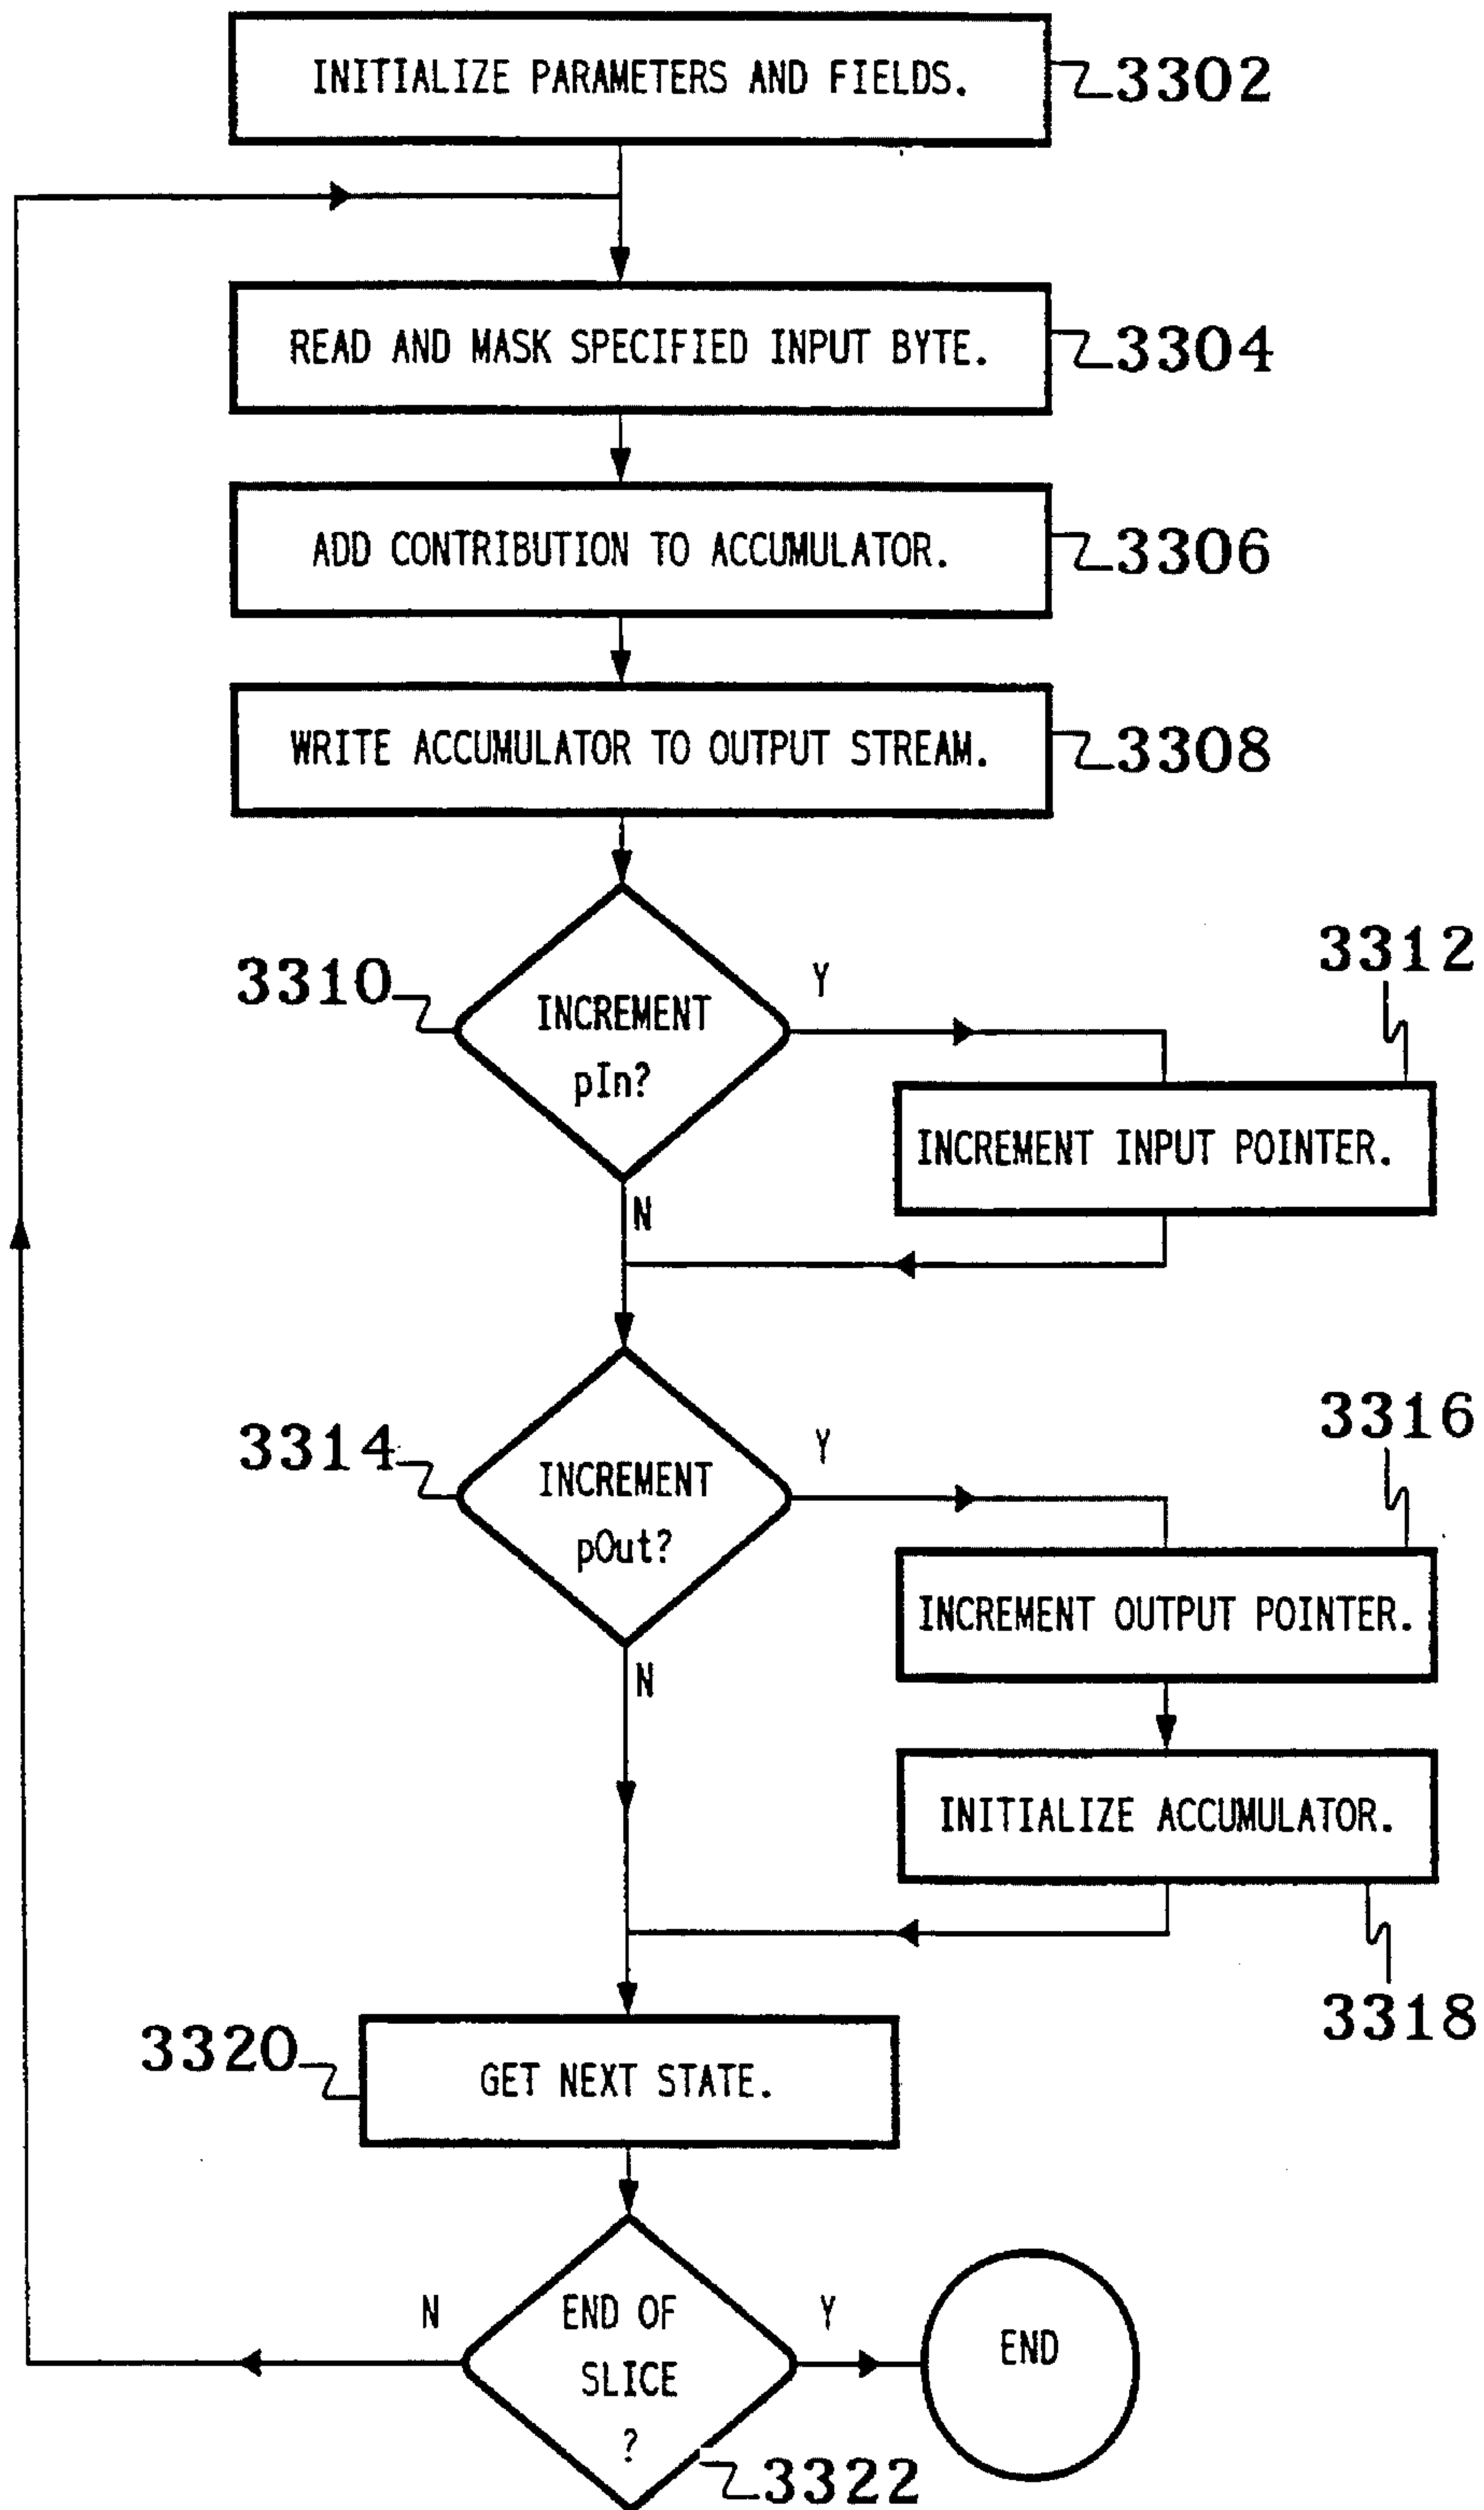 INITIALIZE PARAMETERS AND FIELDS.
3302
READ AND MASK SPECIFIED INPUT BYTE.
3304
ADD CONTRIBUTION TO ACCUMULATOR.
3306
WRITE ACCUMULATOR TO OUTPUT STREAM.
3308
3310
INCREMENT
pIn?
Y
N
3312
INCREMENT INPUT POINTER.
3314
INCREMENT
pOut?
Y
N
3316
INCREMENT OUTPUT POINTER.
INITIALIZE ACCUMULATOR.
3318
3320
GET NEXT STATE.
N
END OF
SLICE
?
Y
END
3322